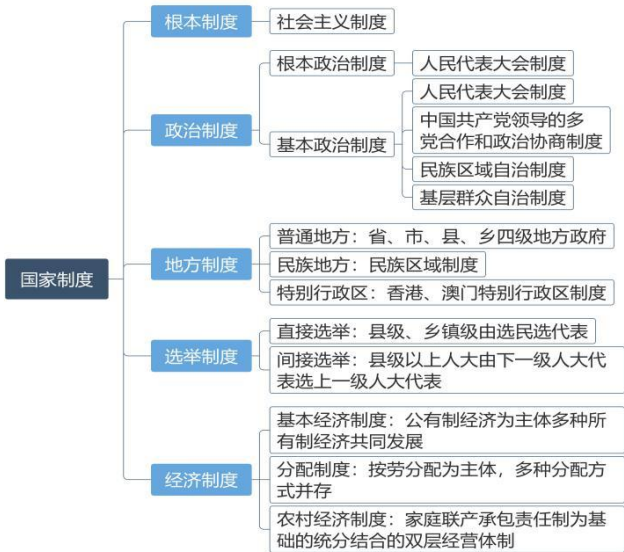 国家制度
根本制度
社会主义制度
政治制度
根本政治制度
人民代表大会制度
基本政治制度
人民代表大会制度
中国共产党领导的多
党合作和政治协商制度
民族区域自治制度
基层群众自治制度
地方制度
普通地方：省、市、县、乡四级地方政府
民族地方：民族区域制度
特别行政区：香港、澳门特别行政区制度
选举制度
直接选举：县级、乡镇级由选民选代表
间接选举：县级以上人大由下一级人大代
表选上一级人大代表
经济制度
基本经济制度：公有制经济为主体多种所
有制经济共同发展
分配制度：按劳分配为主体，多种分配方
式并存
农村经济制度：家庭联产承包责任制为基
础的统分结合的双层经营体制